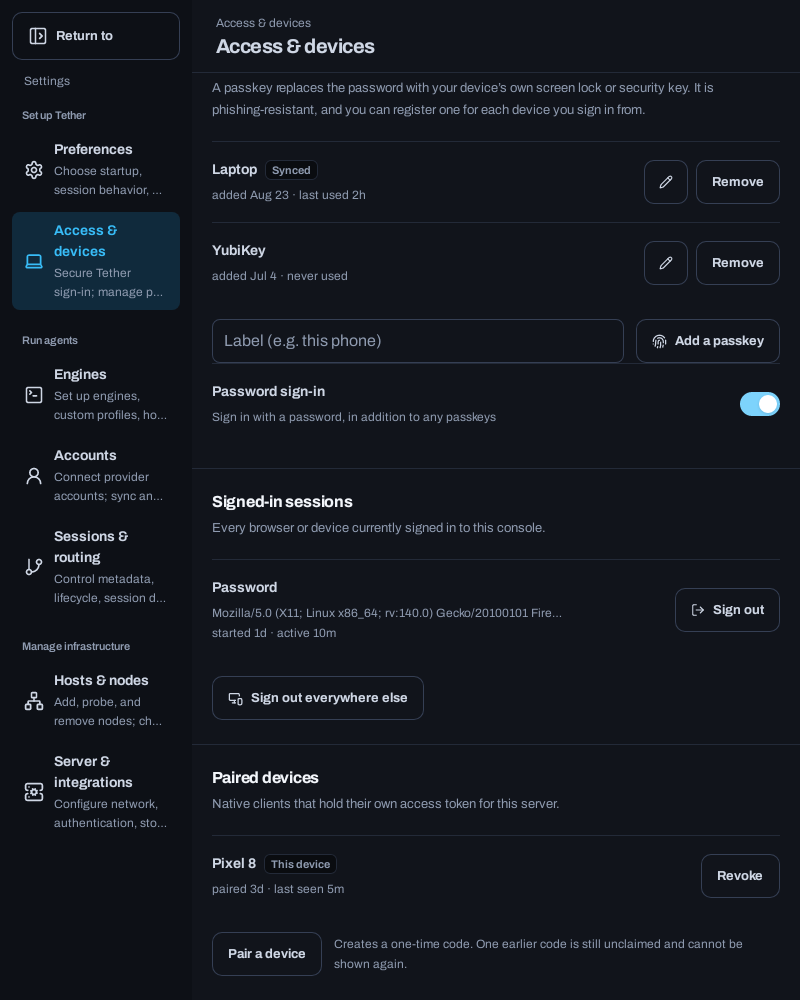 Return to
Settings
Set up Tether
Preferences
Choose startup,
session behavior, ...
Access &
devices
Secure Tether
sign-in; manage p...
Run agents
Engines
Set up engines,
custom profiles, ho...
Accounts
Connect provider
accounts; sync an...
Sessions &
routing
Control metadata,
lifecycle, session d...
Manage infrastructure
Hosts & nodes
Add, probe, and
remove nodes; ch...
Server &
integrations
Configure network,
authentication, sto...
Access & devices
Access & devices
A passkey replaces the password with your device's own screen lock or security key. It is
phishing-resistant, and you can register one for each device you sign in from.
Laptop Synced
added Aug 23 · last used 2h
Remove
YubiKey
added Jul 4 · never used
Remove
Label (e.g. this phone)
Add a passkey
Password sign-in
Sign in with a password, in addition to any passkeys
Signed-in sessions
Every browser or device currently signed in to this console.
Password
Mozilla/5.0 (X11; Linux x86_64; rv:140.0) Gecko/20100101 Fire...
started 1d · active 10m
Sign out
Sign out everywhere else
Paired devices
Native clients that hold their own access token for this server.
Pixel 8 This device
paired 3d · last seen 5m
Revoke
Pair a device
Creates a one-time code. One earlier code is still unclaimed and cannot be
shown again.